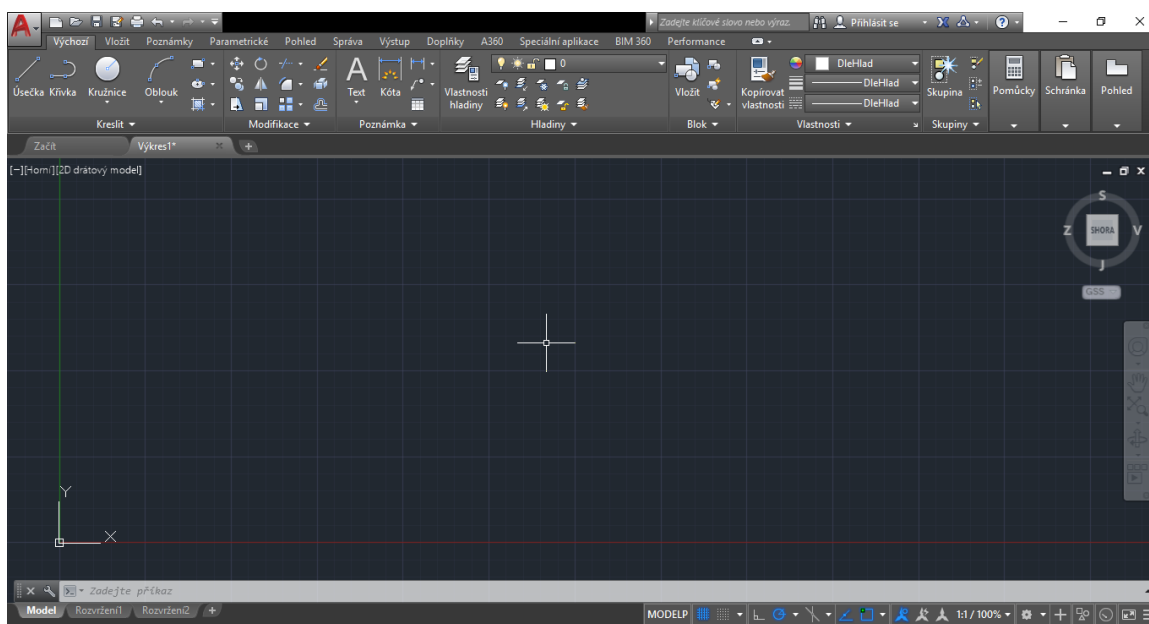 Zadejte klíčové slovo nebo výraz. Přihlásit se
Výchozí Vložit Poznámky Parametrické Pohled Správa Výstup Doplňky A360 Speciální aplikace BIM 360 Performance
0 DleHlad
Úsečka Křivka Kružnice Oblouk Text Kóta Vlastnosti hladiny Vložit Kopírovat vlastnosti DleHlad Skupina Pomůcky Schránka Pohled
DleHlad
Kreslit Modifikace Poznámka Hladiny Blok Vlastnosti Skupiny
Začít Výkres1* +
[−][Horní][2D drátový model]
S
Z SHORA V
J
GSS
Y
X
Zadejte příkaz
Model Rozvržení1 Rozvržení2 + MODELP 1:1 / 100%